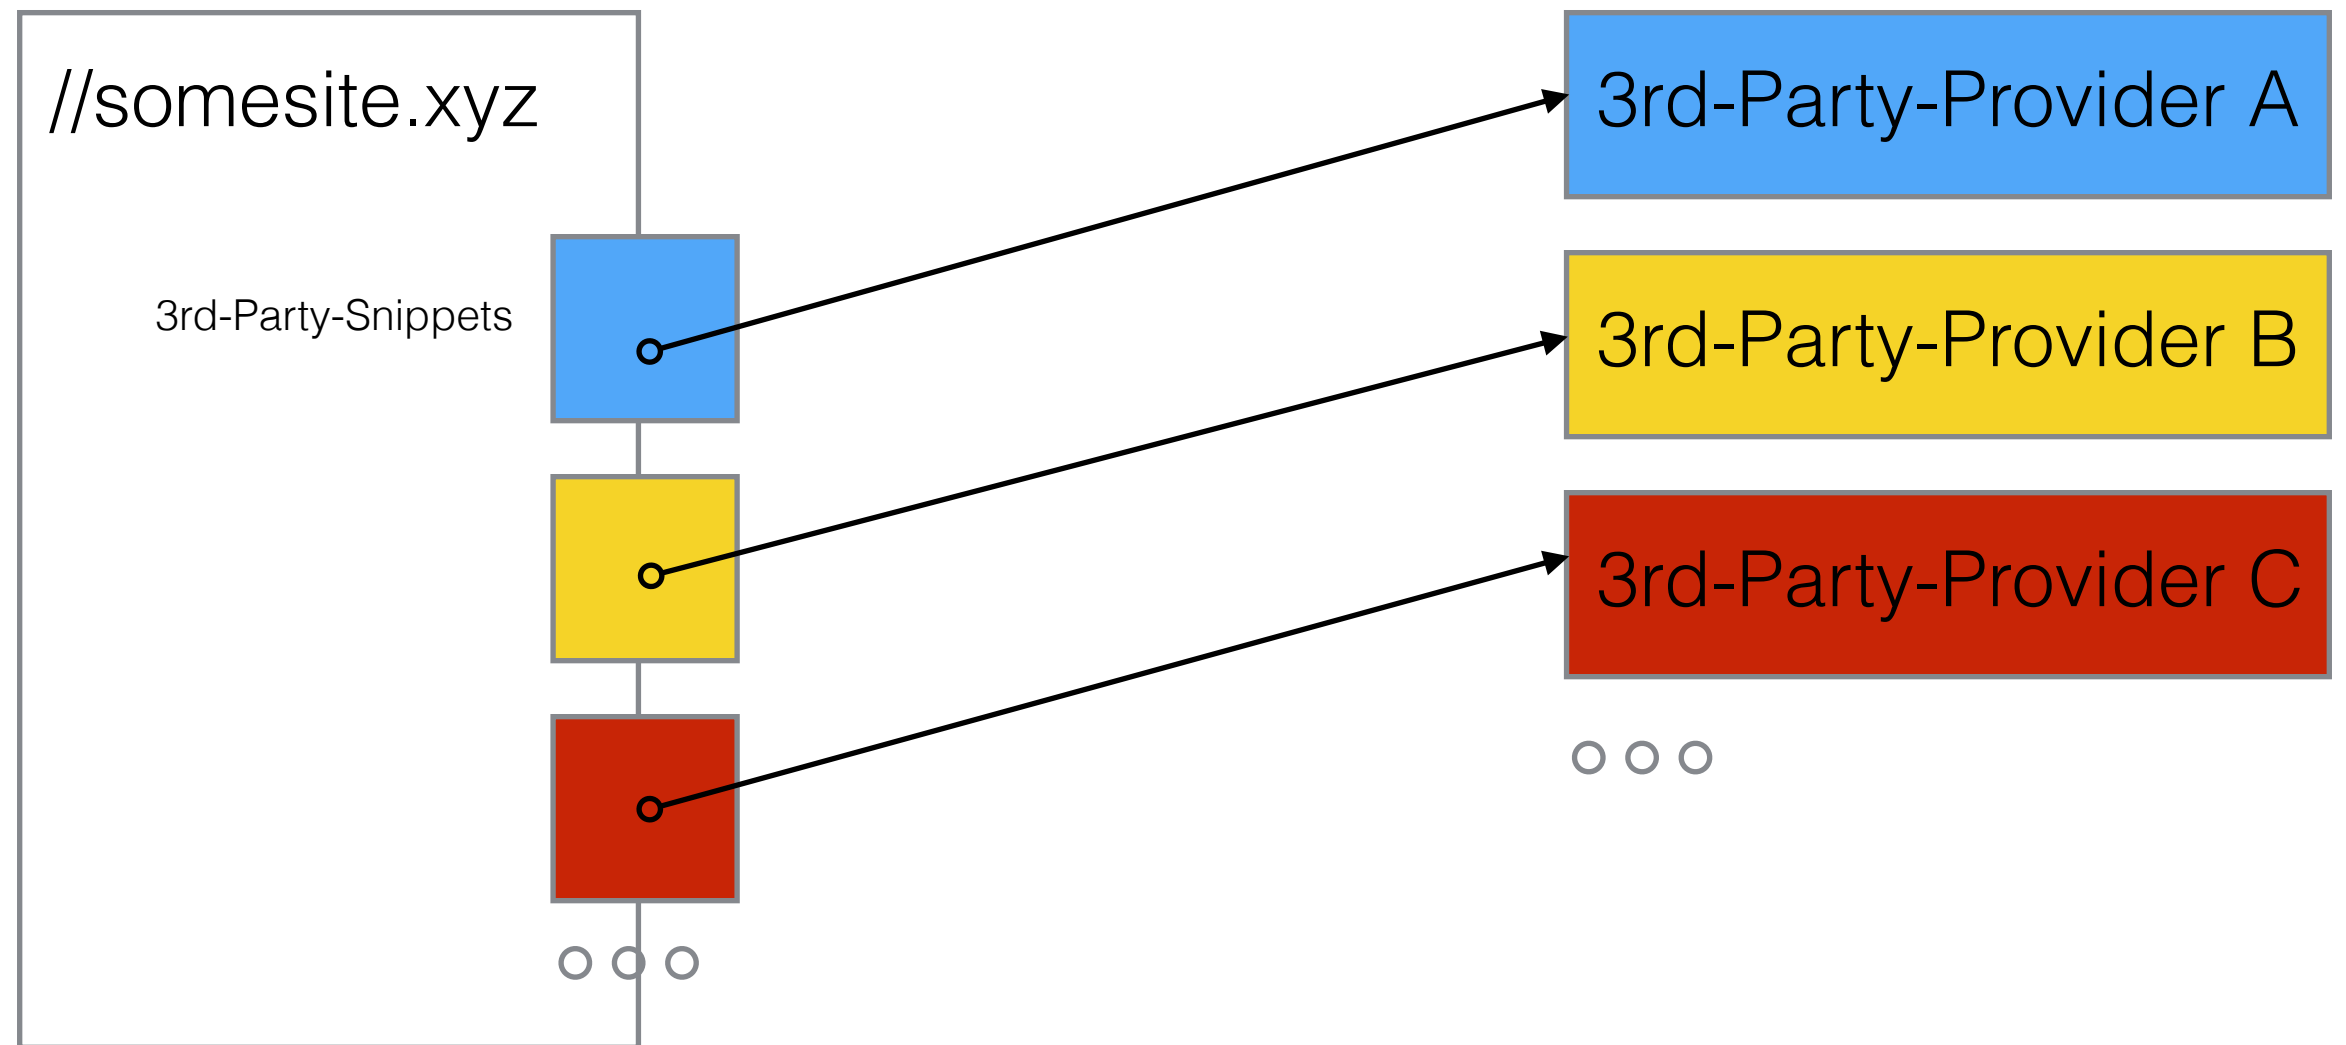 //somesite.xyz
3rd-Party-Snippets
3rd-Party-Provider A
3rd-Party-Provider B
3rd-Party-Provider C